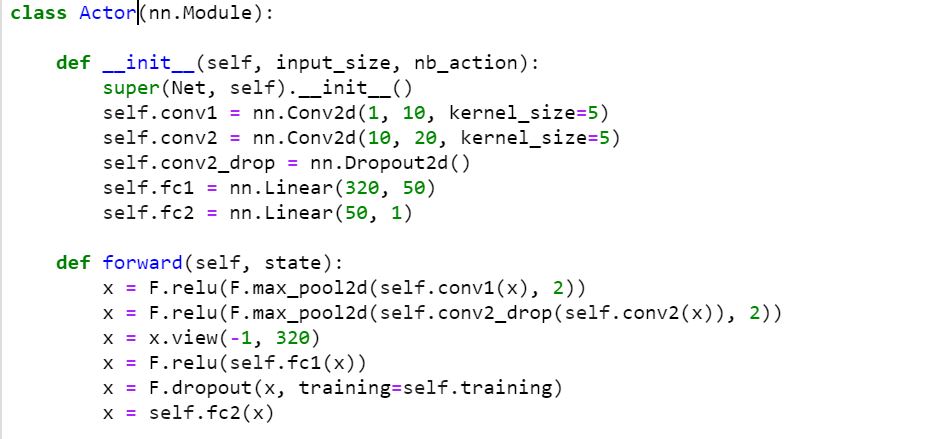 class Actor(nn.Module):
def __init__(self, input_size, nb_action):
super(Net, self).__init__()
self.conv1 = nn.Conv2d(1, 10, kernel_size=5)
self.conv2 = nn.Conv2d(10, 20, kernel_size=5)
self.conv2_drop = nn.Dropout2d()
self.fc1 = nn.Linear(320, 50)
self.fc2 = nn.Linear(50, 1)
def forward(self, state):
x = F.relu(F.max_pool2d(self.conv1(x), 2))
x = F.relu(F.max_pool2d(self.conv2_drop(self.conv2(x)), 2))
x = x.view(-1, 320)
x = F.relu(self.fc1(x))
x = F.dropout(x, training=self.training)
x = self.fc2(x)